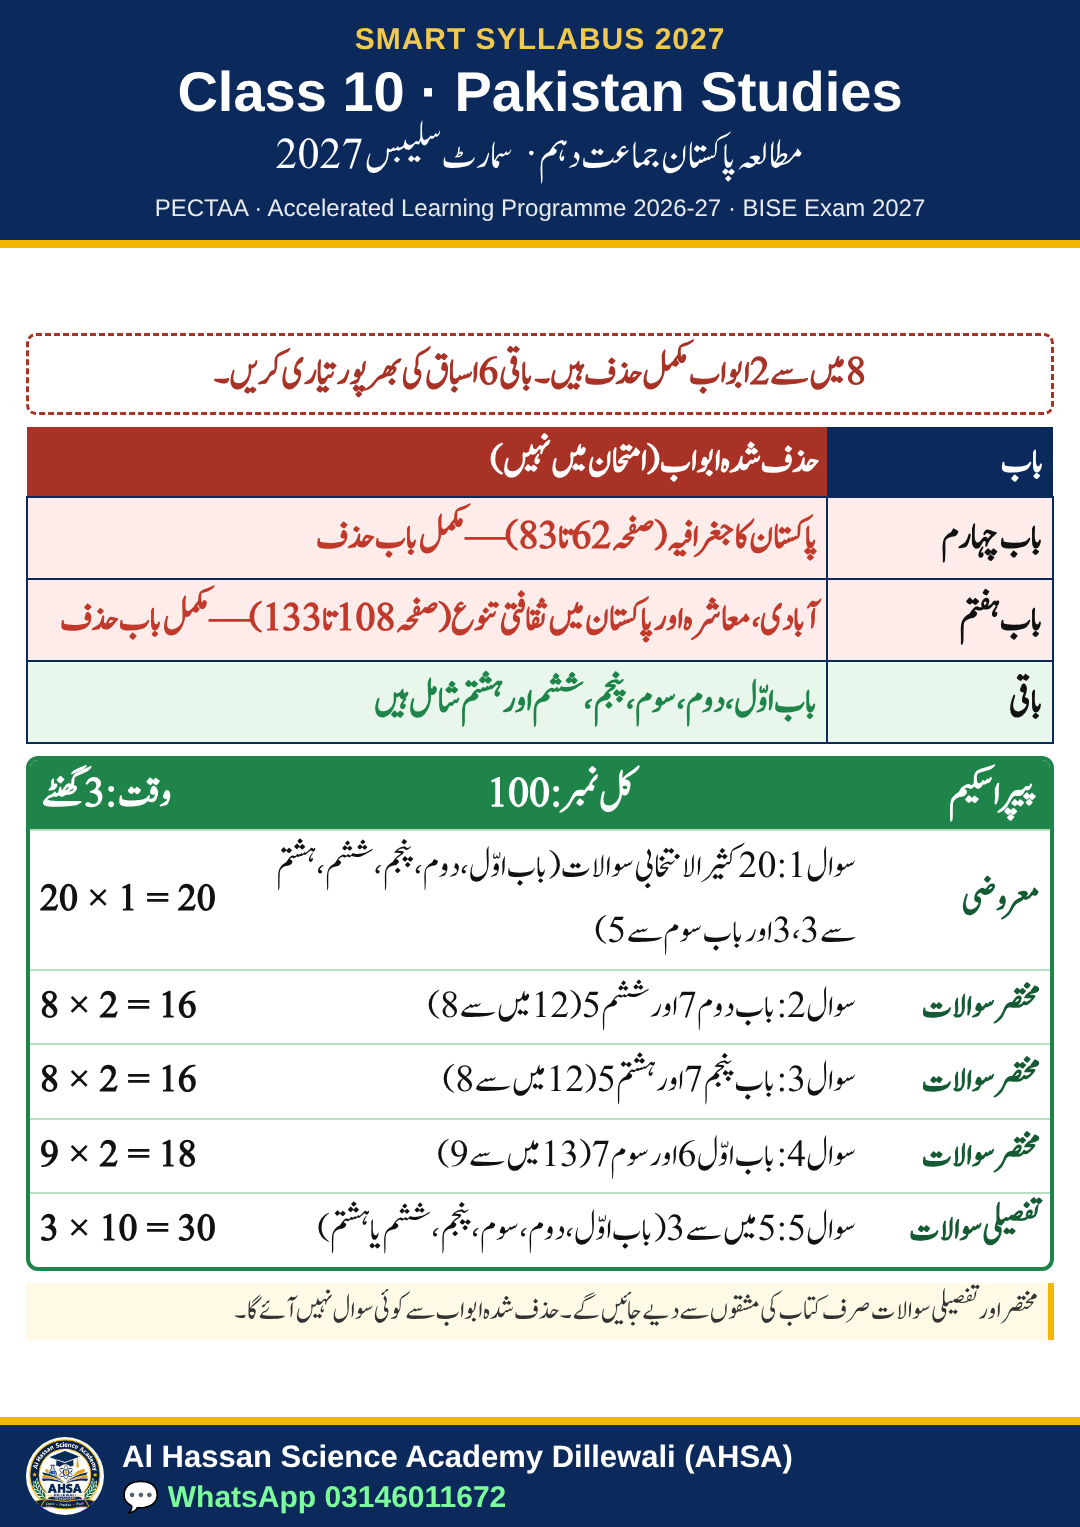 SMART SYLLABUS 2027
Class 10 · Pakistan Studies
مطالعہ پاکستان جماعت دہم · سمارٹ سلیبس 2027
PECTAA · Accelerated Learning Programme 2026-27 · BISE Exam 2027
8 میں سے 2 ابواب مکمل حذف ہیں۔ باقی 6 اسباق کی بھرپور تیاری کریں۔
باب حذف شدہ ابواب (امتحان میں نہیں)
باب چہارم پاکستان کا جغرافیہ (صفحہ 62 تا 83) — مکمل باب حذف
باب ہفتم آبادی، معاشرہ اور پاکستان میں ثقافتی تنوع (صفحہ 108 تا 133) — مکمل باب حذف
باقی باب اوّل، دوم، سوم، پنجم، ششم اور ہشتم شامل ہیں
پیپر اسکیم کل نمبر: 100 وقت: 3 گھنٹے
معروضی سوال 1: 20 کثیر الانتخابی سوالات (باب اوّل، دوم، پنجم، ششم، ہشتم
سے 3،3 اور باب سوم سے 5) 20 × 1 = 20
مختصر سوالات سوال 2: باب دوم 7 اور ششم 5 (12 میں سے 8) 8 × 2 = 16
مختصر سوالات سوال 3: باب پنجم 7 اور ہشتم 5 (12 میں سے 8) 8 × 2 = 16
مختصر سوالات سوال 4: باب اوّل 6 اور سوم 7 (13 میں سے 9) 9 × 2 = 18
تفصیلی سوالات سوال 5: 5 میں سے 3 (باب اوّل، دوم، سوم، پنجم، ششم یا ہشتم) 3 × 10 = 30
مختصر اور تفصیلی سوالات صرف کتاب کی مشقوں سے دیے جائیں گے۔ حذف شدہ ابواب سے کوئی سوال نہیں آئے گا۔
Al Hassan Science Academy
AHSA
DILLEWALI
Al Hassan Science Academy Dillewali (AHSA)
WhatsApp 03146011672